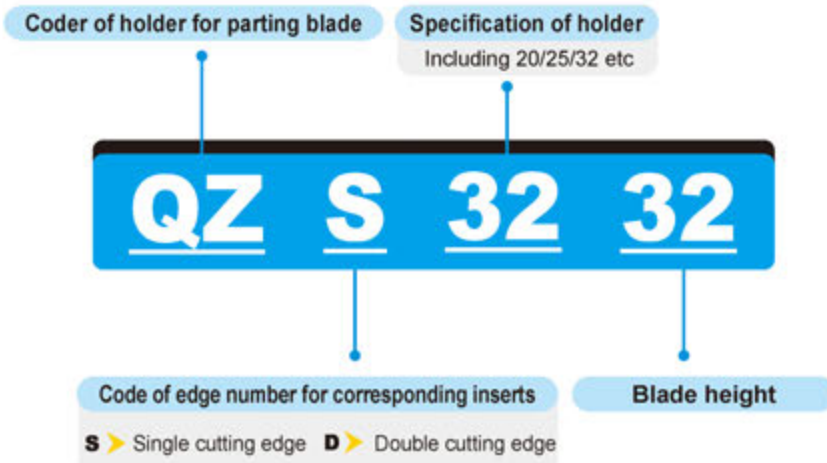 Coder of holder for parting blade
Specification of holder
Including 20/25/32 etc
QZ S 32 32
Code of edge number for corresponding inserts
Blade height
S Single cutting edge D Double cutting edge